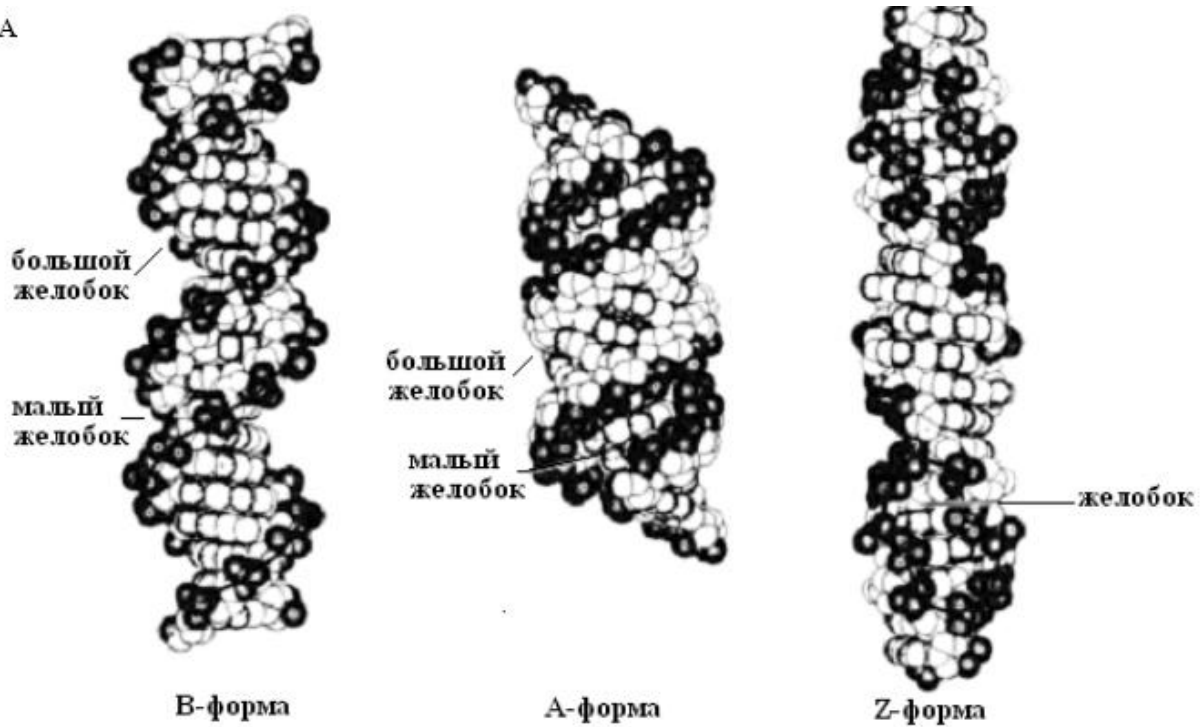 А
большой
желобок
малый
желобок
В-форма
большой
желобок
малый
желобок
А-форма
желобок
Z-форма